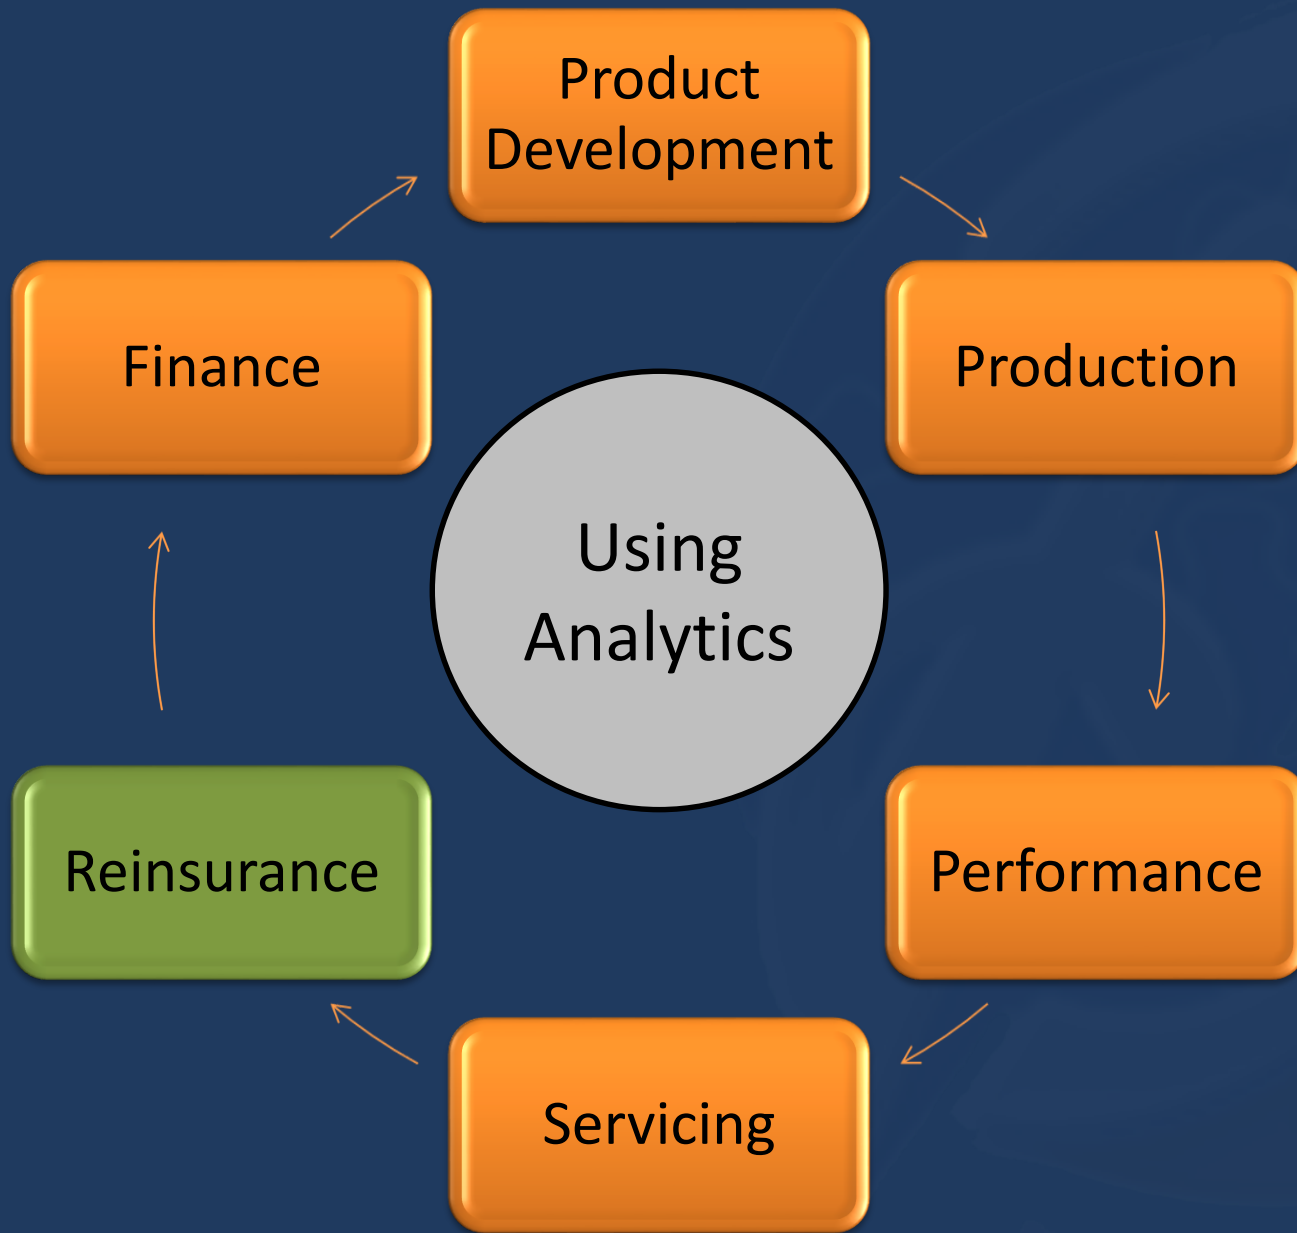 Product
Development
Finance
Production
Using
Analytics
Reinsurance
Performance
Servicing